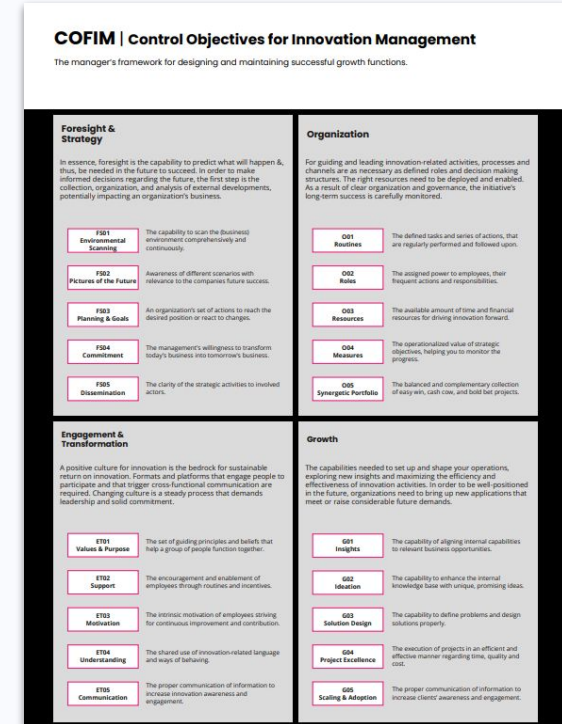 COFIM | Control Objectives for Innovation Management
The manager's framework for designing and maintaining successful growth functions.
Foresight &
Strategy
In essence, foresight is the capability to predict what will happen &,
thus, be needed in the future to succeed. In order to make
informed decisions regarding the future, the first step is the
collection, organization, and analysis of external developments,
potentially impacting an organization's business.
FS01
Environmental
Scanning
The capability to scan the (business)
environment comprehensively and
continuously.
FS02
Pictures of the Future
Awareness of different scenarios with
relevance to the companies future success.
FS03
Planning & Goals
An organization's set of actions to reach the
desired position or react to changes.
FS04
Commitment
The management's willingness to transform
today's business into tomorrow's business.
FS05
Dissemination
The clarity of the strategic activities to involved
actors.
Organization
For guiding and leading innovation-related activities, processes and
channels are as necessary as defined roles and decision making
structures. The right resources need to be deployed and enabled.
As a result of clear organization and governance, the initiative's
long-term success is carefully monitored.
O01
Routines
The defined tasks and series of actions, that
are regularly performed and followed upon.
O02
Roles
The assigned power to employees, their
frequent actions and responsibilities.
O03
Resources
The available amount of time and financial
resources for driving innovation forward.
O04
Measures
The operationalized value of strategic
objectives, helping you to monitor the
progress.
O05
Synergetic Portfolio
The balanced and complementary collection
of easy win, cash cow, and bold bet projects.
Engagement &
Transformation
A positive culture for innovation is the bedrock for sustainable
return on innovation. Formats and platforms that engage people to
participate and that trigger cross-functional communication are
required. Changing culture is a steady process that demands
leadership and solid commitment.
ET01
Values & Purpose
The set of guiding principles and beliefs that
help a group of people function together.
ET02
Support
The encouragement and enablement of
employees through routines and incentives.
ET03
Motivation
The intrinsic motivation of employees striving
for continuous improvement and contribution.
ET04
Understanding
The shared use of innovation-related language
and ways of behaving.
ET05
Communication
The proper communication of information to
increase innovation awareness and
engagement.
Growth
The capabilities needed to set up and shape your operations,
exploring new insights and maximizing the efficiency and
effectiveness of innovation activities. In order to be well-positioned
in the future, organizations need to bring up new applications that
meet or raise considerable future demands.
G01
Insights
The capability of aligning internal capabilities
to relevant business opportunities.
G02
Ideation
The capability to enhance the internal
knowledge base with unique, promising ideas.
G03
Solution Design
The capability to define problems and design
solutions properly.
G04
Project Excellence
The execution of projects in an efficient and
effective manner regarding time, quality and
cost.
G05
Scaling & Adoption
The proper communication of information to
increase clients' awareness and engagement.